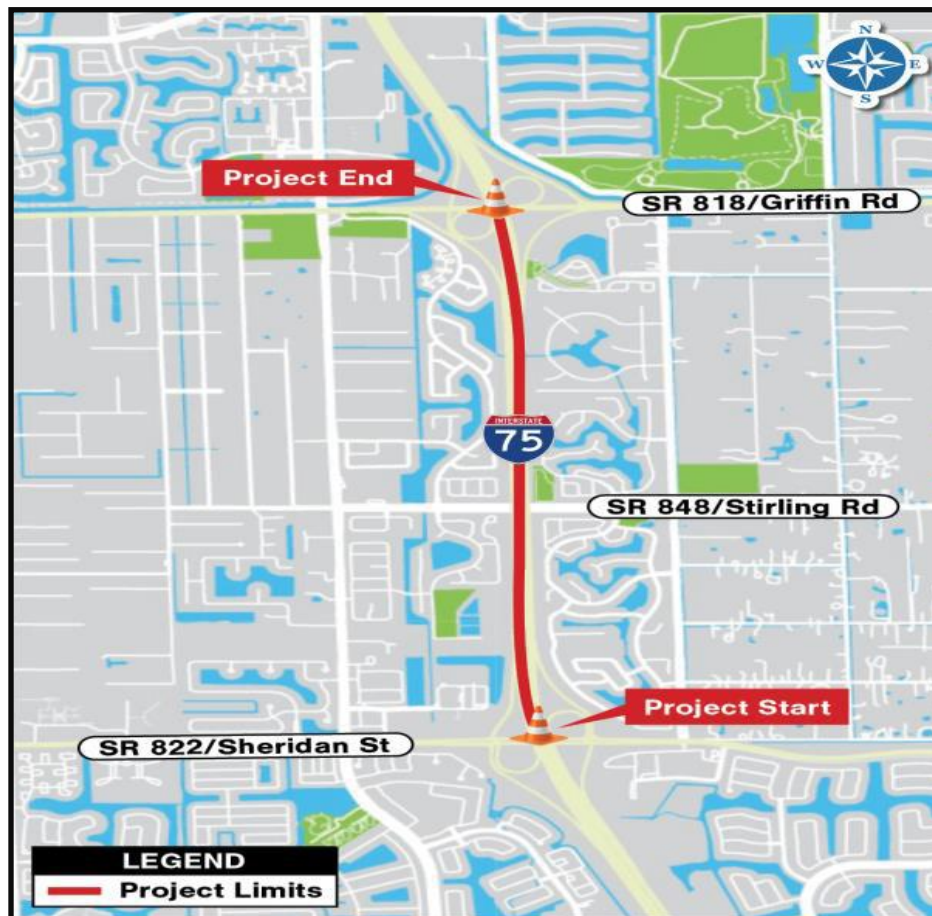 N
W E
S
Project End
SR 818/Griffin Rd
INTERSTATE
75
SR 848/Stirling Rd
Project Start
SR 822/Sheridan St
LEGEND
Project Limits